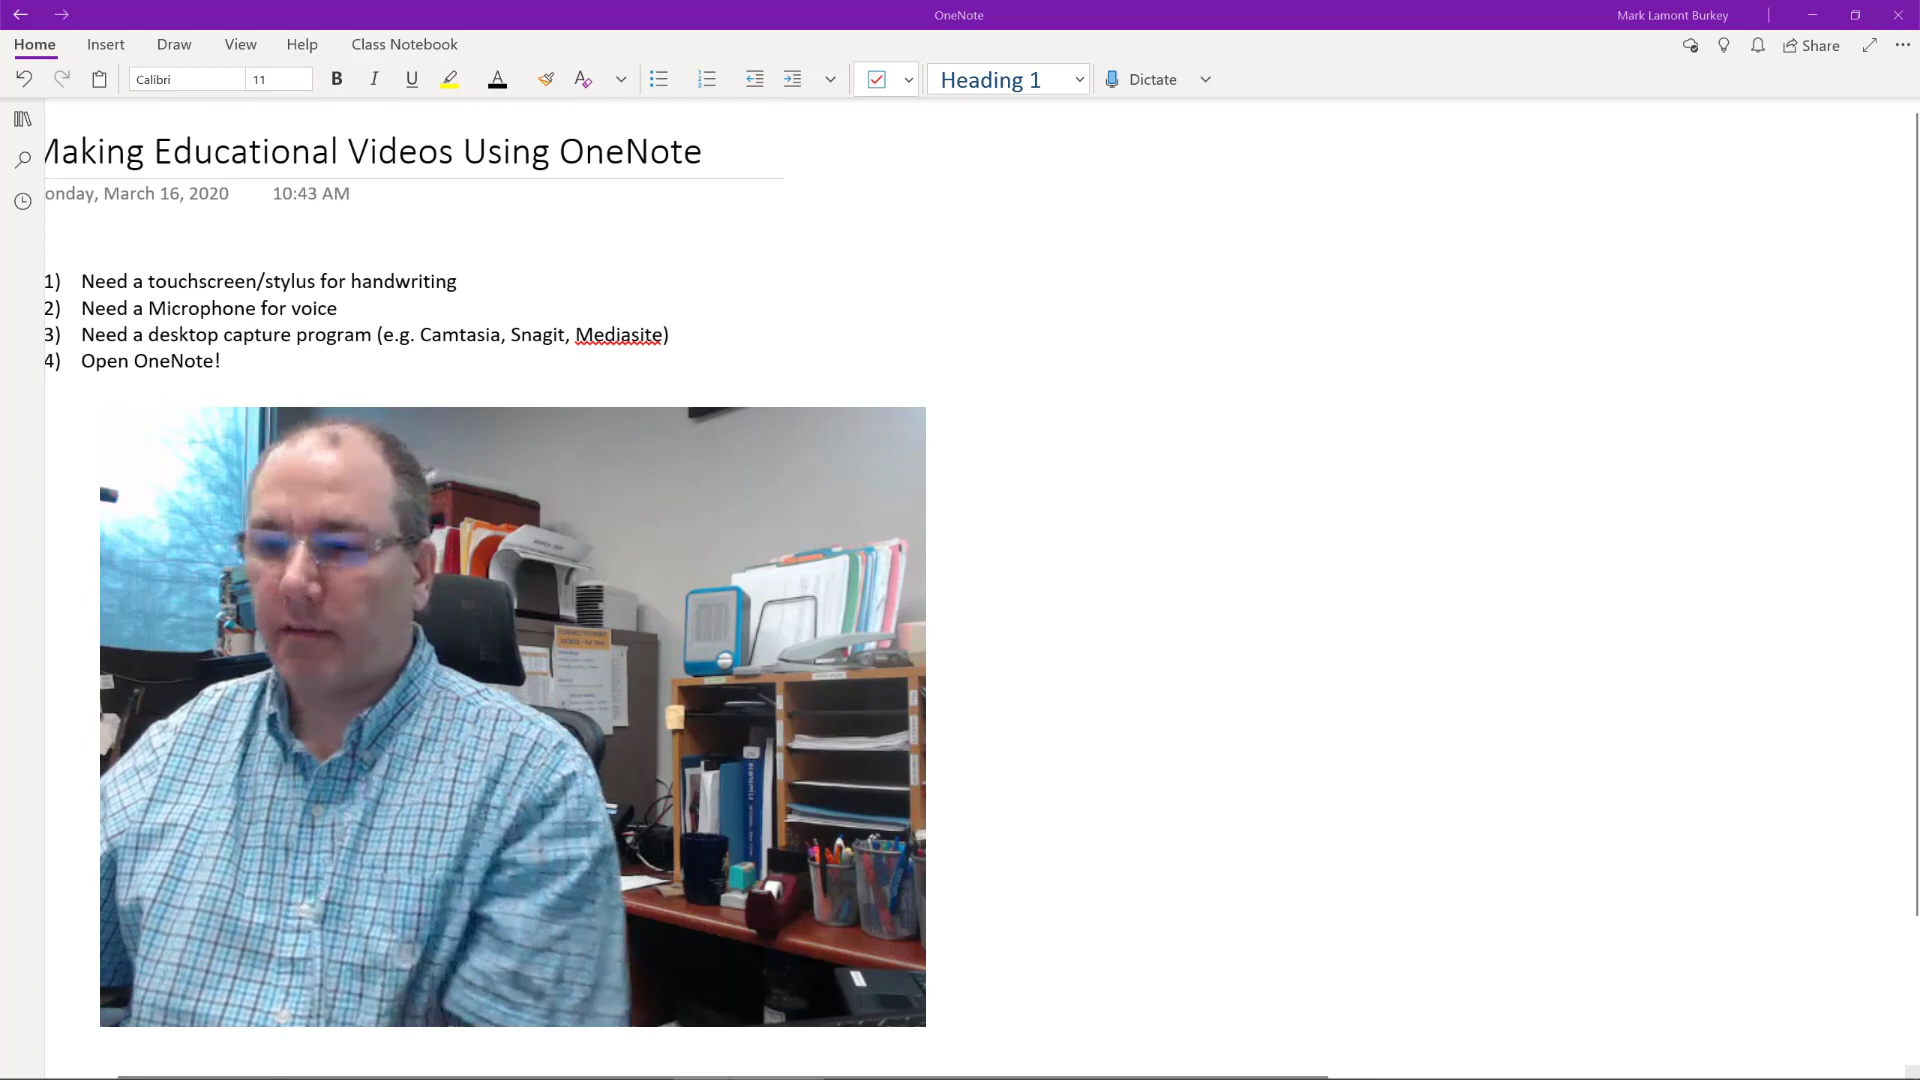 OneNote
Mark Lamont Burkey
Home Insert Draw View Help Class Notebook
Share
Calibri 11 B I U A A Heading 1 Dictate
Making Educational Videos Using OneNote
onday, March 16, 2020 10:43 AM
1) Need a touchscreen/stylus for handwriting
2) Need a Microphone for voice
3) Need a desktop capture program (e.g. Camtasia, Snagit, Mediasite)
4) Open OneNote!